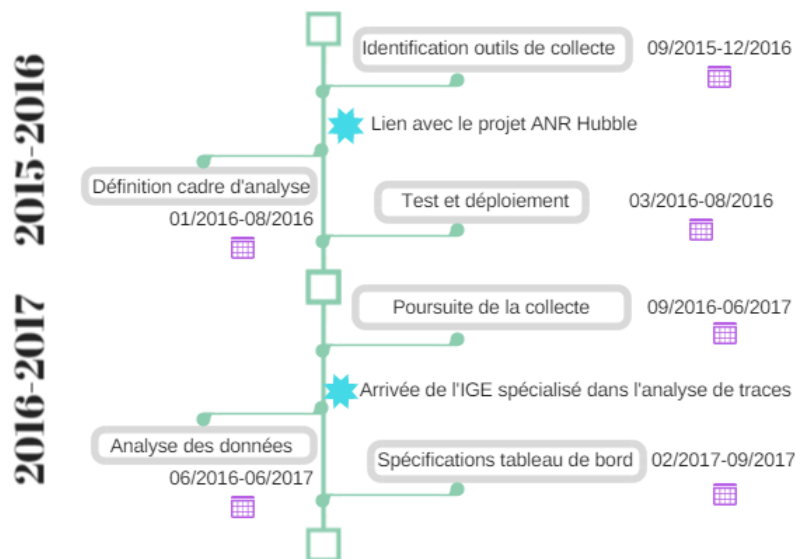 2015-2016
Identification outils de collecte
09/2015-12/2016
Lien avec le projet ANR Hubble
Définition cadre d'analyse
01/2016-08/2016
Test et déploiement
03/2016-08/2016
2016-2017
Poursuite de la collecte
09/2016-06/2017
Arrivée de l'IGE spécialisé dans l'analyse de traces
Analyse des données
06/2016-06/2017
Spécifications tableau de bord
02/2017-09/2017